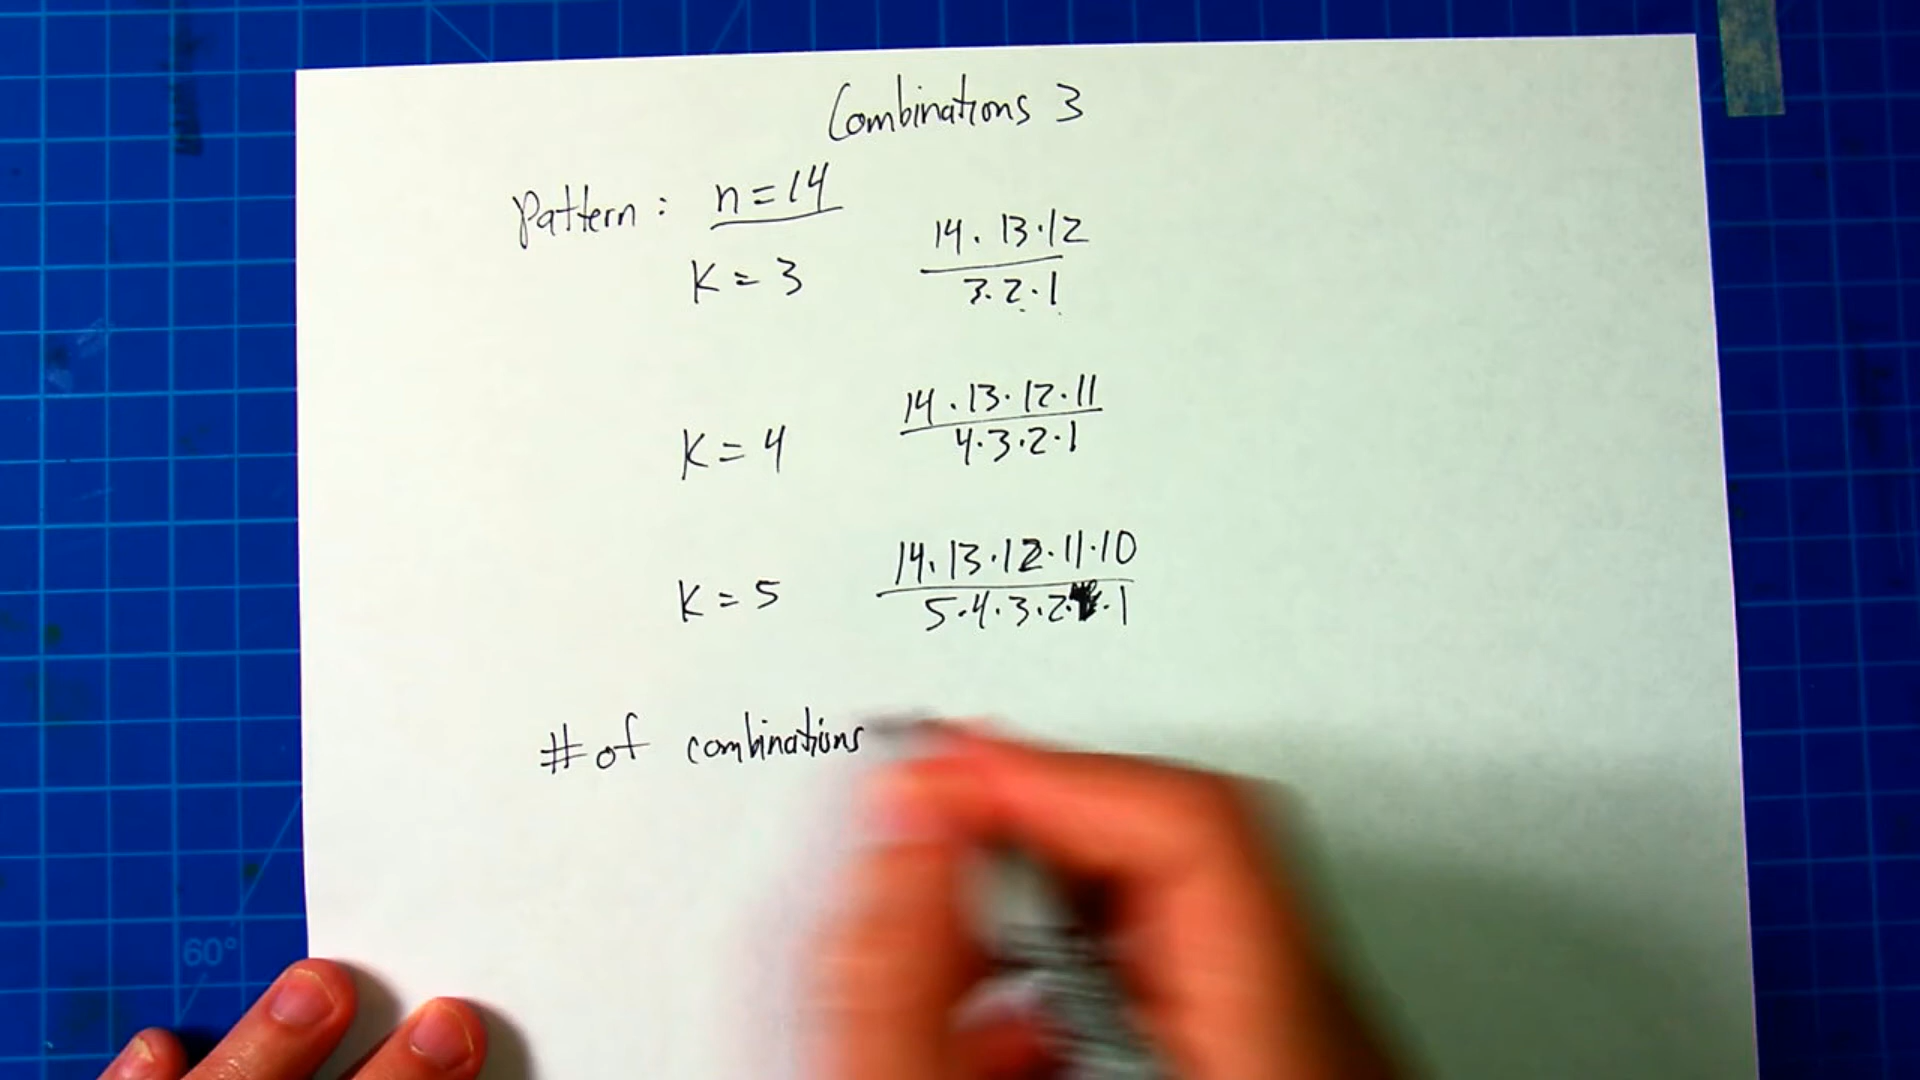 Combinations 3
Pattern: n=14
14 · 13 · 12
K = 3
3 · 2 · 1
14 · 13 · 12 · 11
K = 4
4 · 3 · 2 · 1
14 · 13 · 12 · 11 · 10
K = 5
5 · 4 · 3 · 2 · · 1
# of combinations
60°